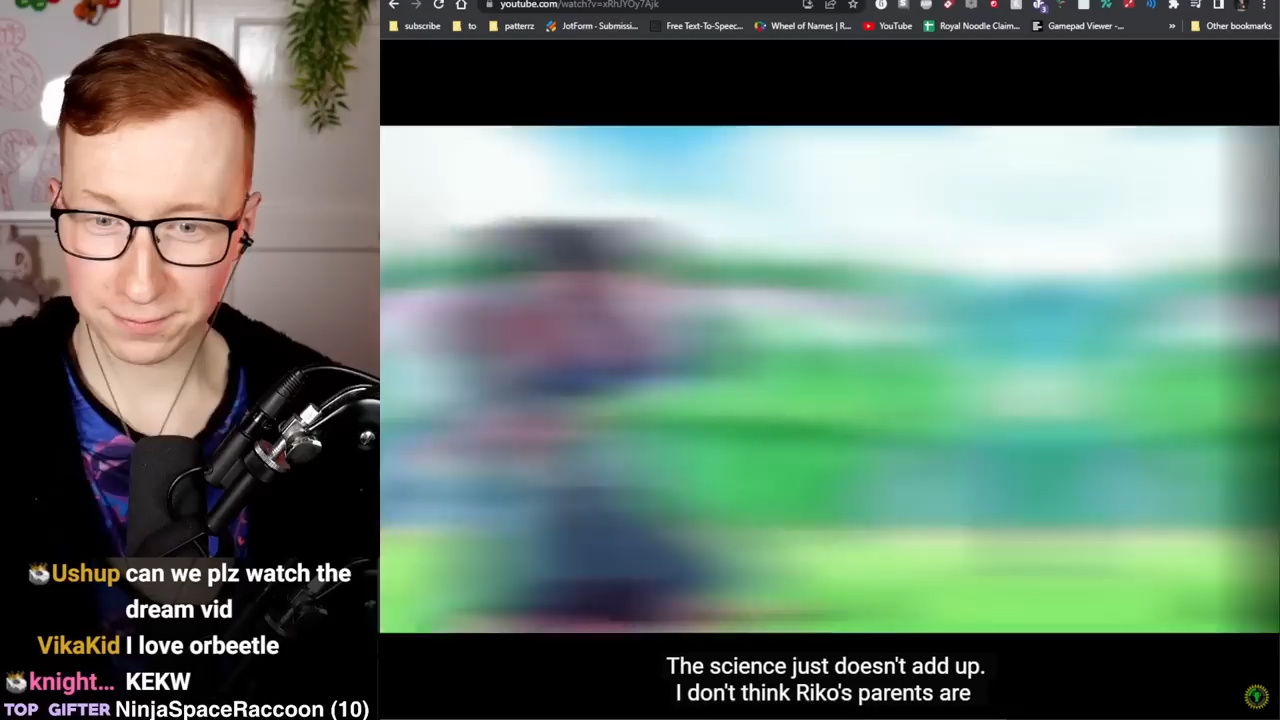 youtube.com/watch?v=xRhJYOy7Ajk
subscribe
to
patterrz
JotForm - Submissi...
Free Text-To-Speec...
Wheel of Names | R...
YouTube
Royal Noodle Claim...
Gamepad Viewer -...
»
Other bookmarks
Ushup can we plz watch the
dream vid
VikaKid I love orbeetle
knight... KEKW
TOP GIFTER NinjaSpaceRaccoon (10)
The science just doesn't add up.
I don't think Riko's parents are